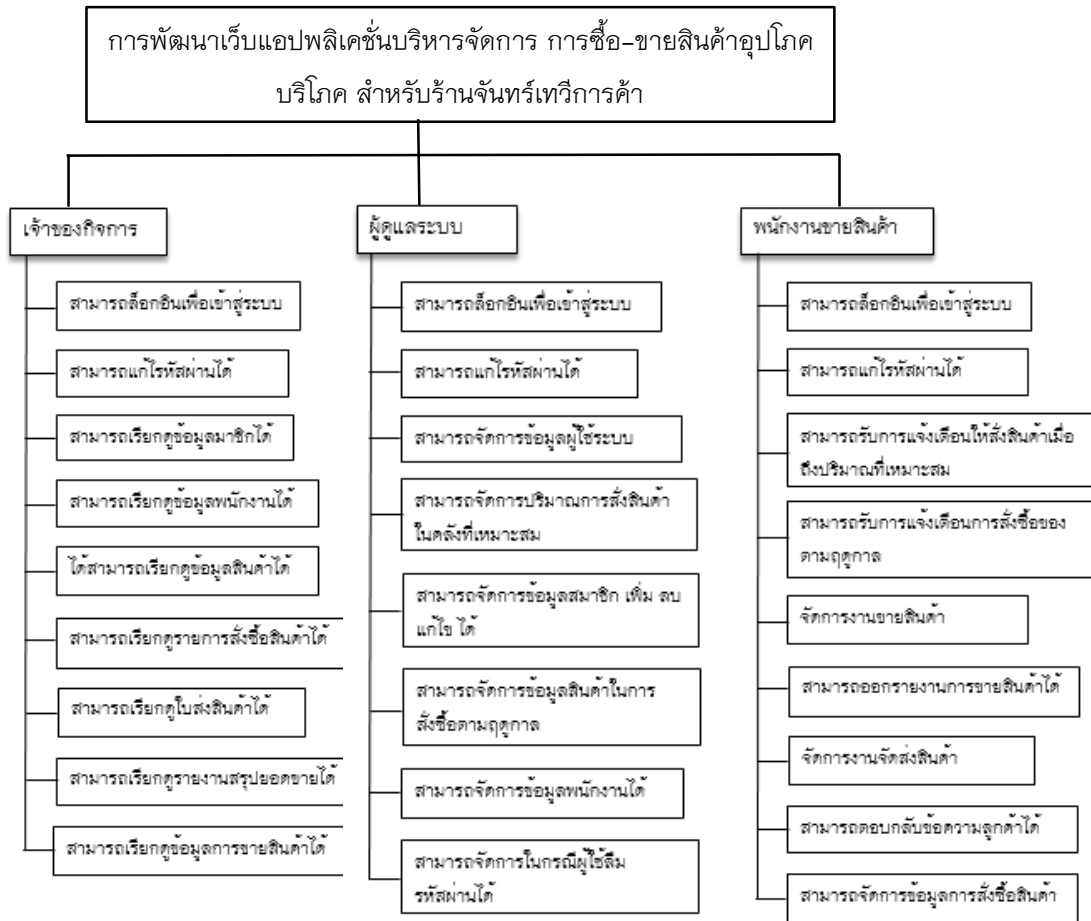 การพัฒนาเว็บแอปพลิเคชั่นบริหารจัดการ การซื้อ-ขายสินค้าอุปโภค
บริโภค สำหรับร้านจันทร์เทวีการค้า
เจ้าของกิจการ
สามารถล็อกอินเพื่อเข้าสู่ระบบ
สามารถแก้ไรหัสผ่านได้
สามารถเรียกดูข้อมูลมาชิกได้
สามารถเรียกดูข้อมูลพนักงานได้
ได้สามารถเรียกดูข้อมูลสินค้าได้
สามารถเรียกดูรายการสั่งซื้อสินค้าได้
สามารถเรียกดูใบส่งสินค้าได้
สามารถเรียกดูรายงานสรุปยอดขายได้
สามารถเรียกดูข้อมูลการขายสินค้าได้
ผู้ดูแลระบบ
สามารถล็อกอินเพื่อเข้าสู่ระบบ
สามารถแก้ไรหัสผ่านได้
สามารถจัดการข้อมูลผู้ใช้ระบบ
สามารถจัดการปริมาณการสั่งสินค้า
ในคลังที่เหมาะสม
สามารถจัดการข้อมูลสมาชิก เพิ่ม ลบ
แก้ไข ได้
สามารถจัดการข้อมูลสินค้าในการ
สั่งซื้อตามฤดูกาล
สามารถจัดการข้อมูลพนักงานได้
สามารถจัดการในกรณีผู้ใช้ลืม
รหัสผ่านได้
พนักงานขายสินค้า
สามารถล็อกอินเพื่อเข้าสู่ระบบ
สามารถแก้ไรหัสผ่านได้
สามารถรับการแจ้งเตือนให้สั่งสินค้าเมื่อ
ถึงปริมาณที่เหมาะสม
สามารถรับการแจ้งเตือนการสั่งซื้อของ
ตามฤดูกาล
จัดการงานขายสินค้า
สามารถออกรายงานการขายสินค้าได้
จัดการงานจัดส่งสินค้า
สามารถตอบกลับข้อความลูกค้าได้
สามารถจัดการข้อมูลการสั่งซื้อสินค้า